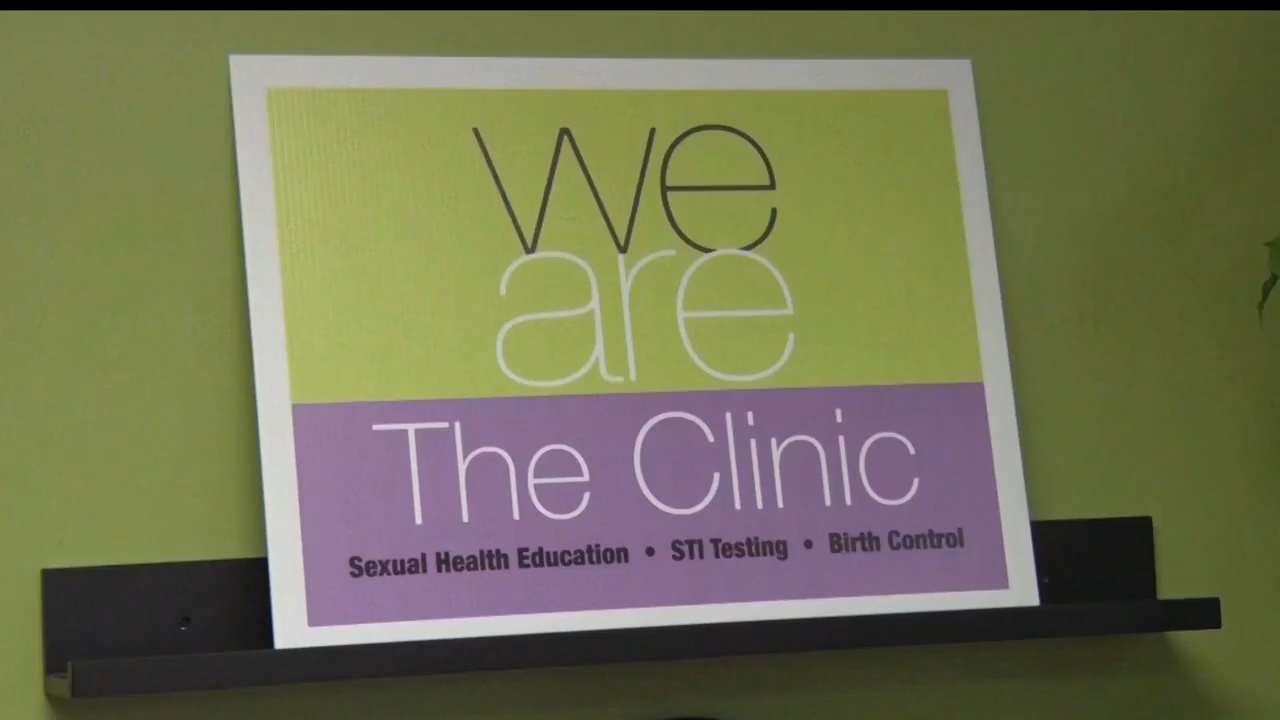 we
are
The Clinic
Sexual Health Education • STI Testing • Birth Control